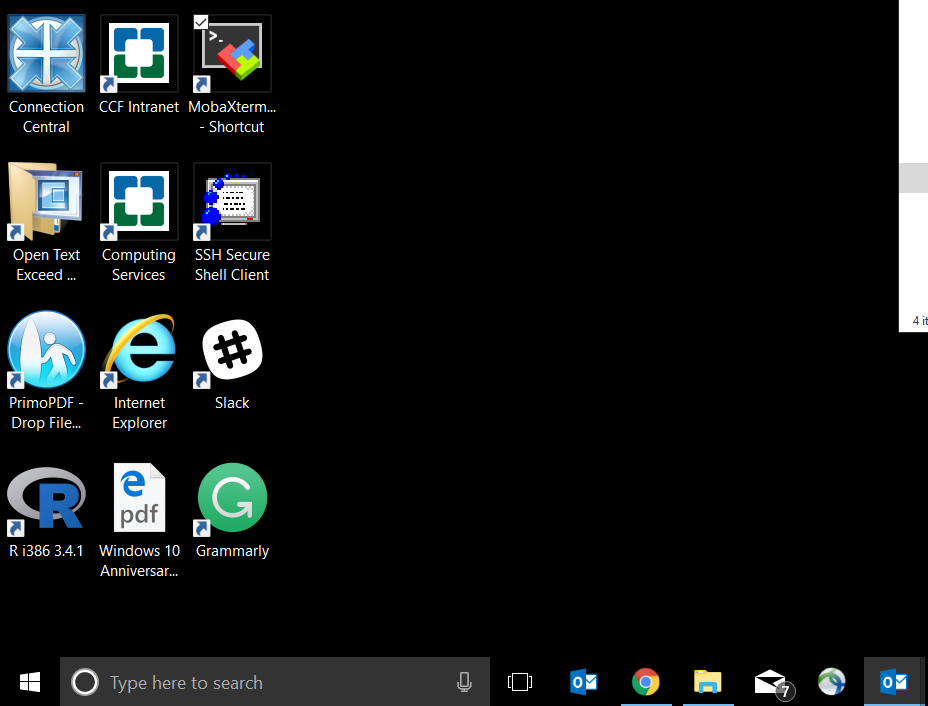 Connection
Central
CCF Intranet
MobaXterm...
- Shortcut
Open Text
Exceed ...
Computing
Services
SSH Secure
Shell Client
PrimoPDF -
Drop File...
Internet
Explorer
Slack
R i386 3.4.1
pdf
Windows 10
Anniversar...
Grammarly
4 it
Type here to search
7